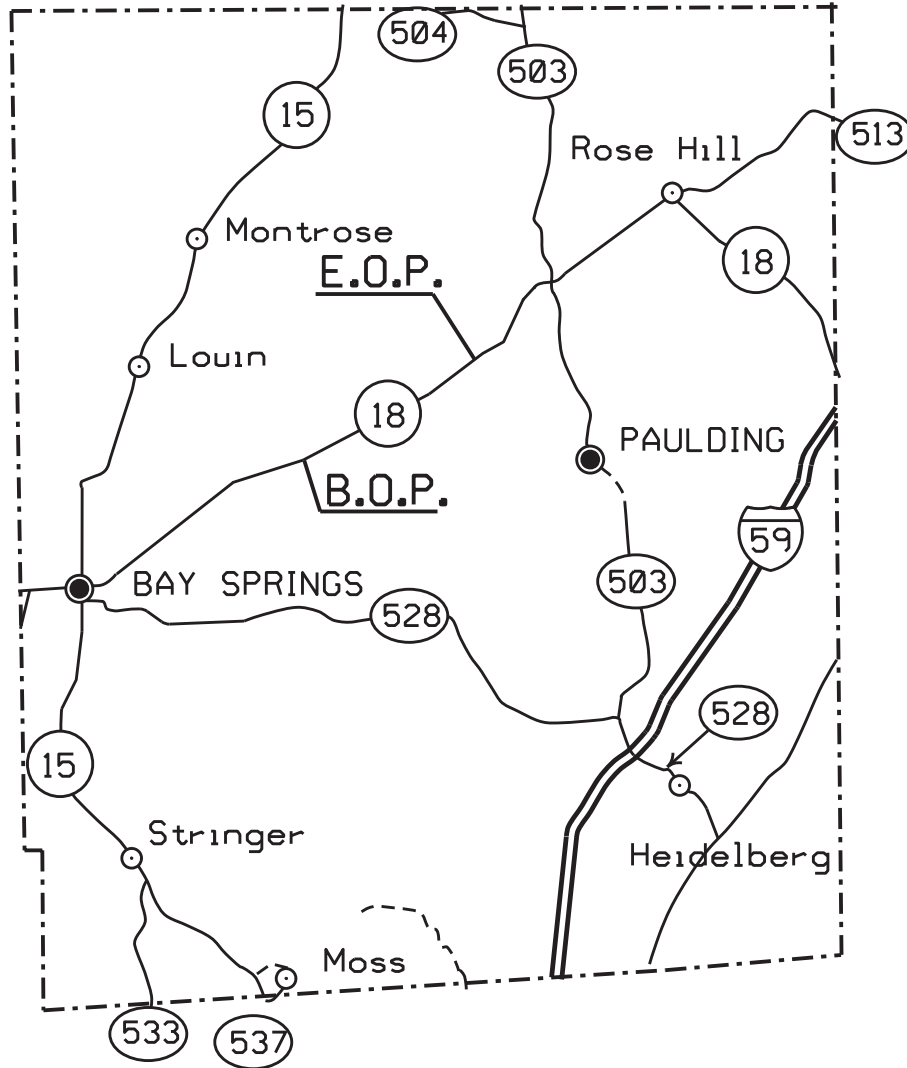 504
503
15
513
Rose Hill
Montrose
18
E.O.P.
Louin
18
PAULDING
B.O.P.
59
BAY SPRINGS
503
528
528
15
Stringer
Heidelberg
Moss
533
537